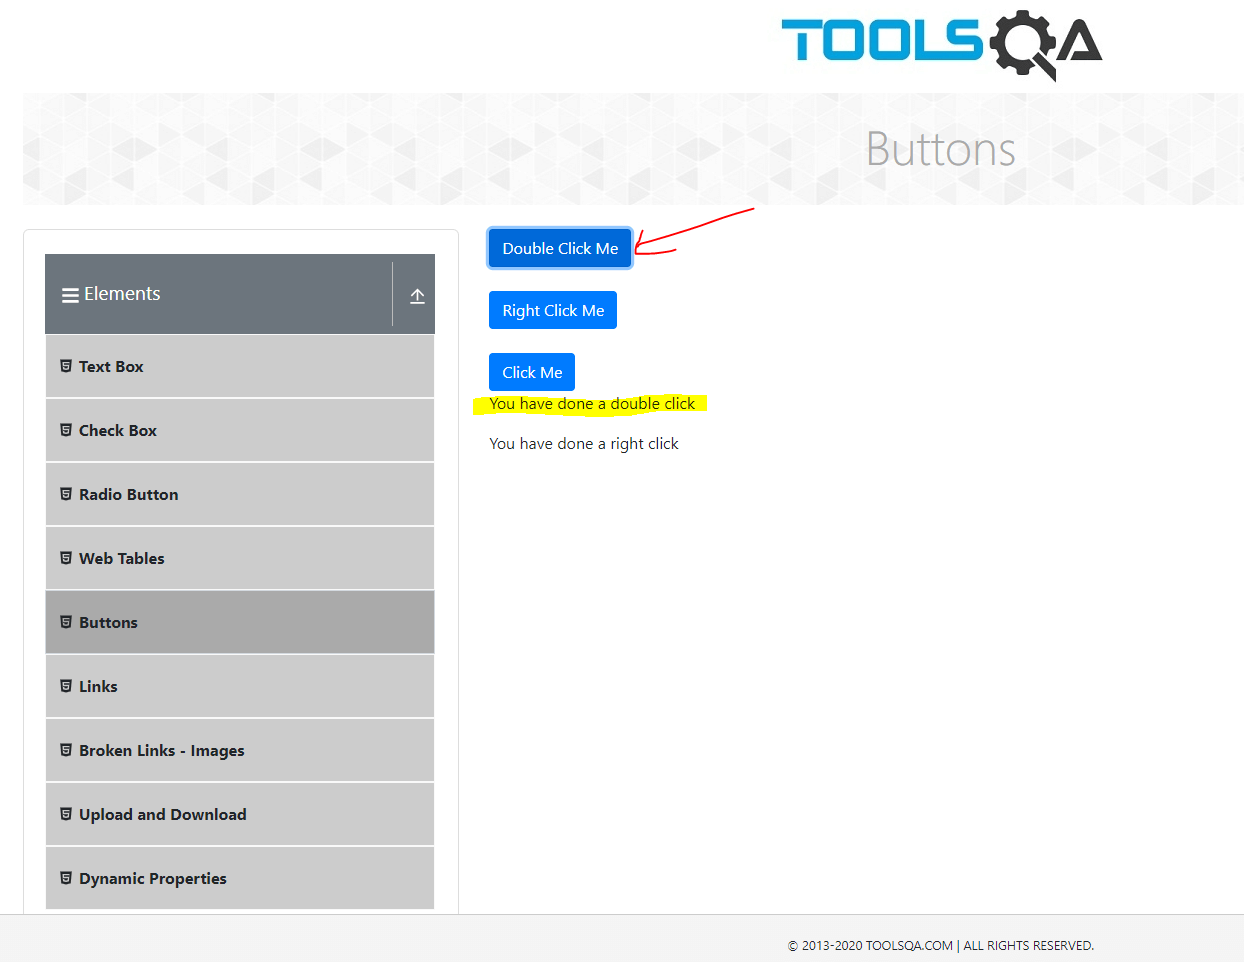 TOOLSQA
Buttons
Elements
Text Box
Check Box
Radio Button
Web Tables
Buttons
Links
Broken Links - Images
Upload and Download
Dynamic Properties
Double Click Me
Right Click Me
Click Me
You have done a double click
You have done a right click
© 2013-2020 TOOLSQA.COM | ALL RIGHTS RESERVED.